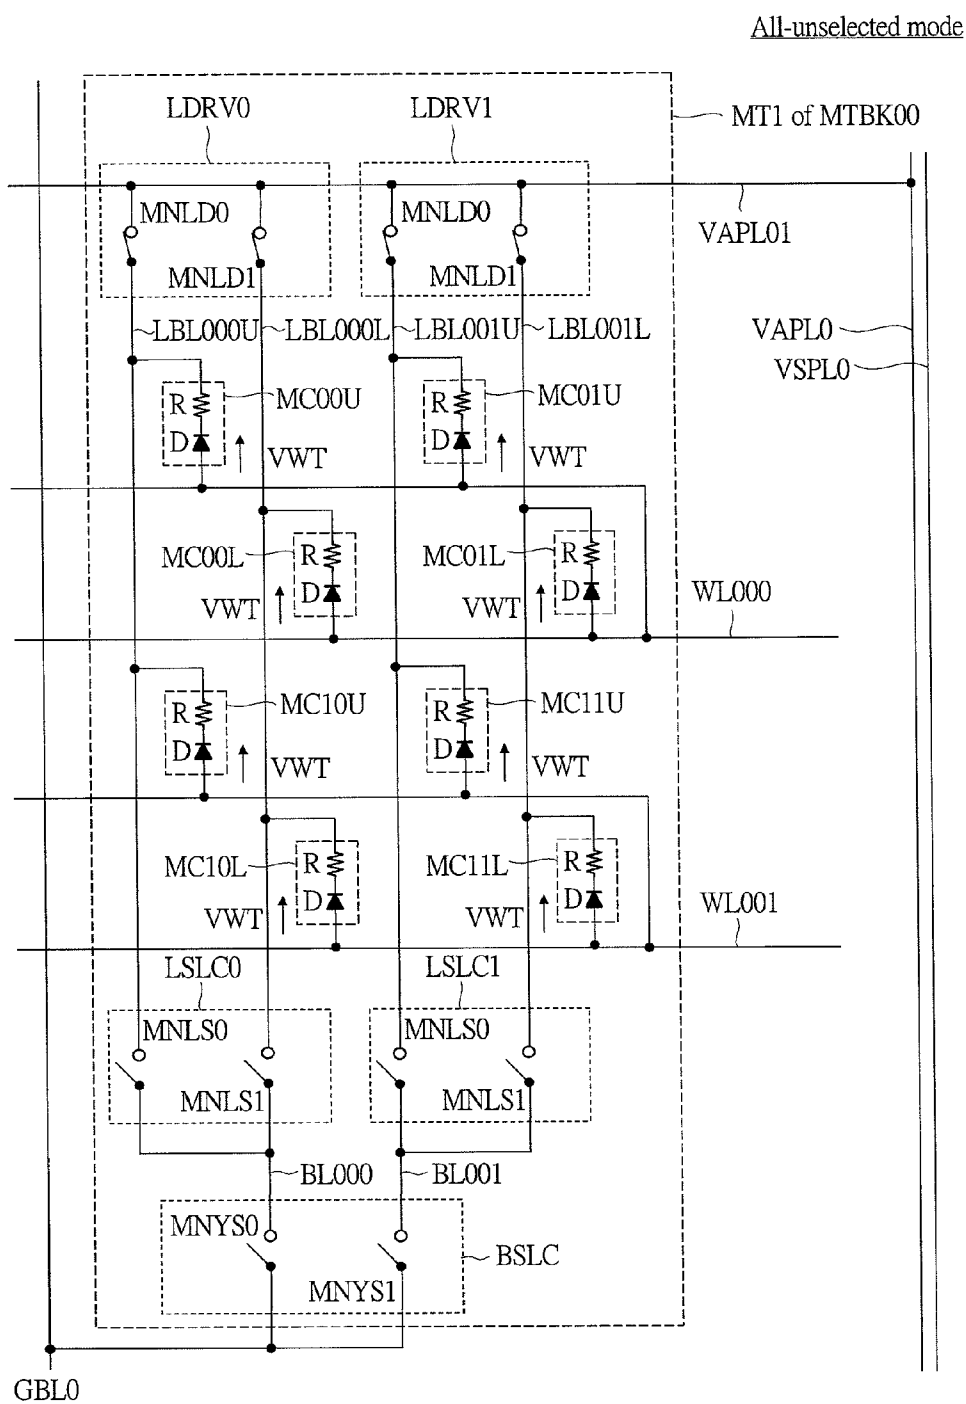 All-unselected mode
LDRV0
LDRV1
MT1 of MTBK00
MNLD0
MNLD0
VAPL01
MNLD1
MNLD1
LBL000U
LBL000L
LBL001U
LBL001L
VAPL0
VSPL0
R
MC00U
R
MC01U
D
VWT
D
VWT
MC00L
R
MC01L
R
VWT
D
VWT
D
WL000
R
MC10U
R
MC11U
D
VWT
D
VWT
MC10L
R
MC11L
R
VWT
D
VWT
D
WL001
LSLC0
LSLC1
MNLS0
MNLS0
MNLS1
MNLS1
BL000
BL001
MNYS0
BSLC
MNYS1
GBL0